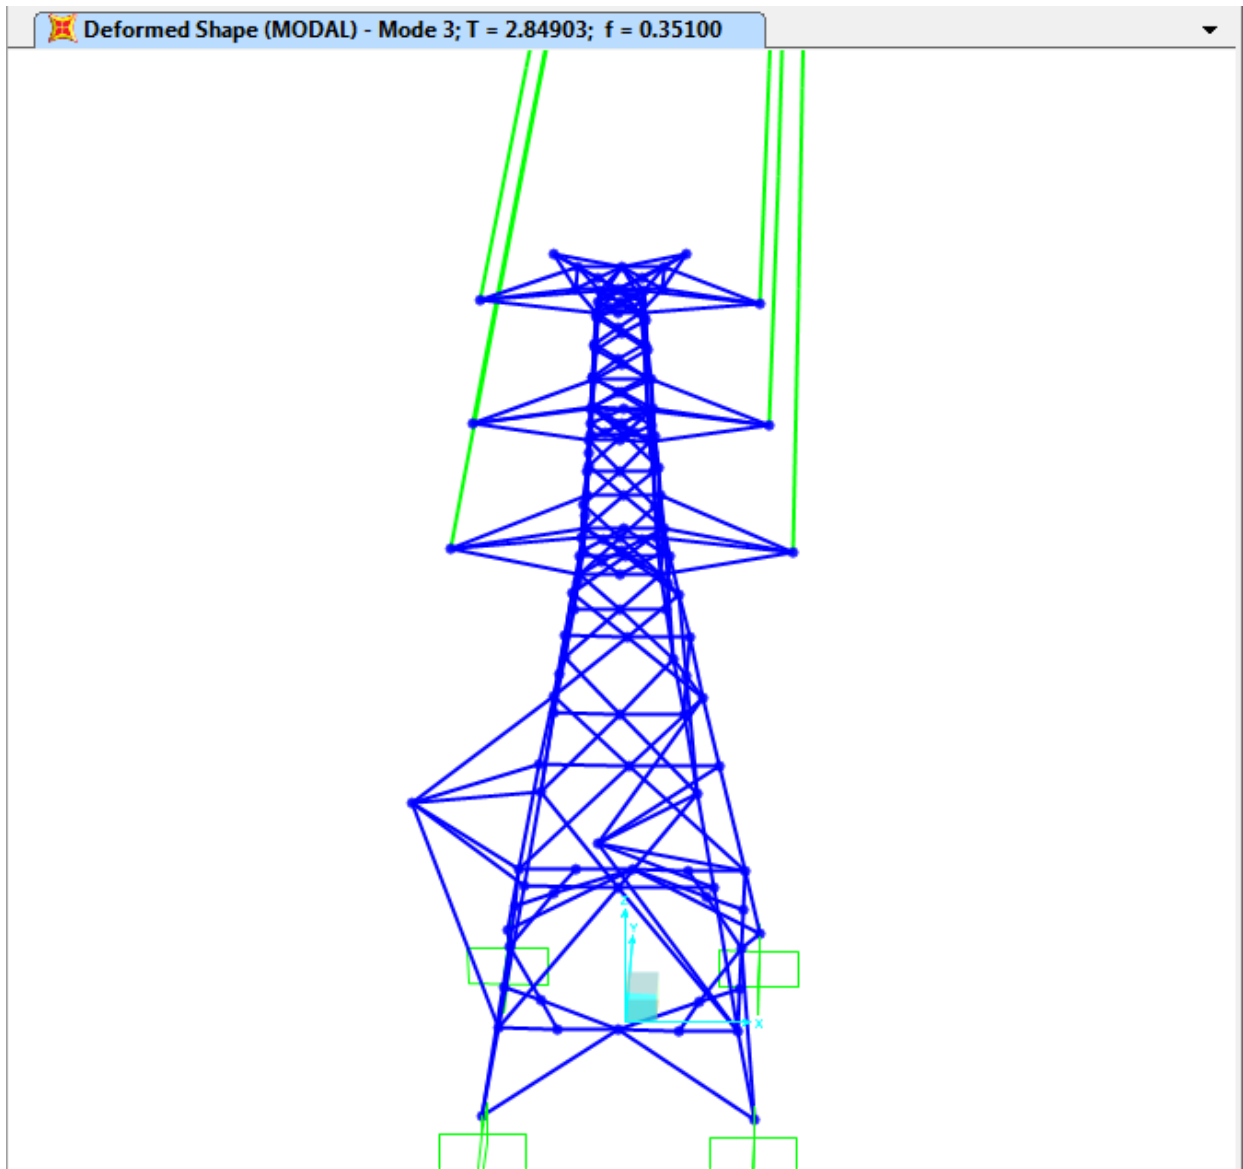 Deformed Shape (MODAL) - Mode 3; T = 2.84903; f = 0.35100
Z
Y
X